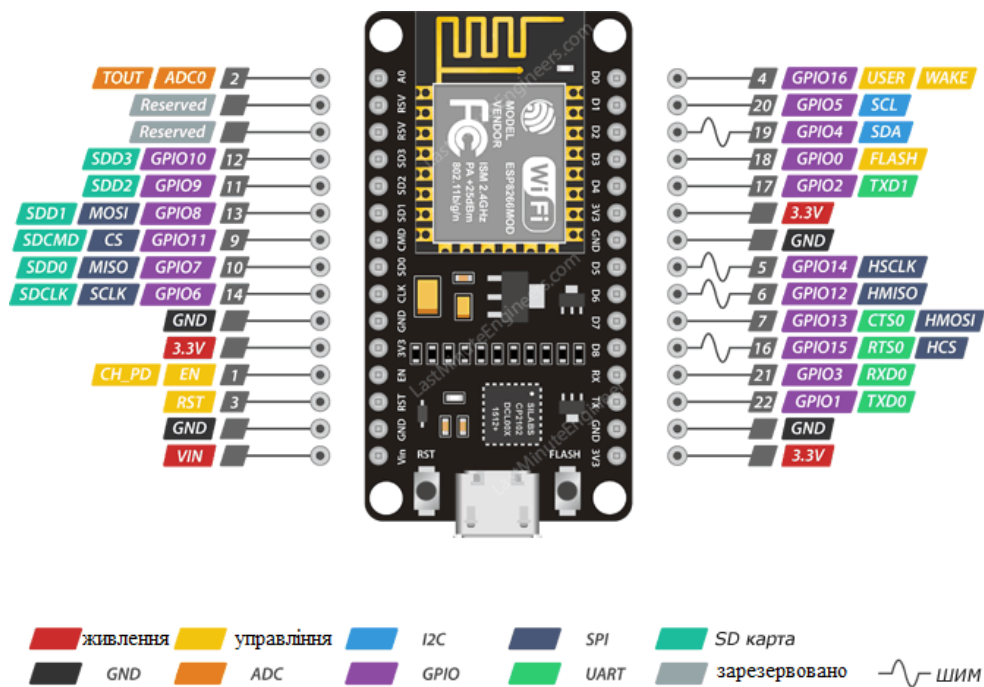 TOUT ADC0 2
Reserved
Reserved
SDD3 GPIO10 12
SDD2 GPIO9 11
SDD1 MOSI GPIO8 13
SDCMD CS GPIO11 9
SDD0 MISO GPIO7 10
SDCLK SCLK GPIO6 14
GND
3.3V
CH_PD EN 1
RST 3
GND
VIN
A0
RSV
RSV
SD3
SD2
SD1
CMD
SD0
CLK
GND
3V3
EN
RST
GND
Vin
LastMinuteEngineers.com
MODEL
VENDOR
ESP8266MOD
FC
WiFi
ISM 2.4GHz
PA +25dBm
802.11b/g/n
LastMinuteEngineers.com
SILABS
CP2102
DCL00X
1512+
RST
FLASH
D0
D1
D2
D3
D4
3V3
GND
D5
D6
D7
D8
RX
TX
GND
3V3
4 GPIO16 USER WAKE
20 GPIO5 SCL
19 GPIO4 SDA
18 GPIO0 FLASH
17 GPIO2 TXD1
3.3V
GND
5 GPIO14 HSCLK
6 GPIO12 HMISO
7 GPIO13 CTS0 HMOSI
16 GPIO15 RTS0 HCS
21 GPIO3 RXD0
22 GPIO1 TXD0
GND
3.3V
живлення управління I2C SPI SD карта
GND ADC GPIO UART зарезервовано ШИМ